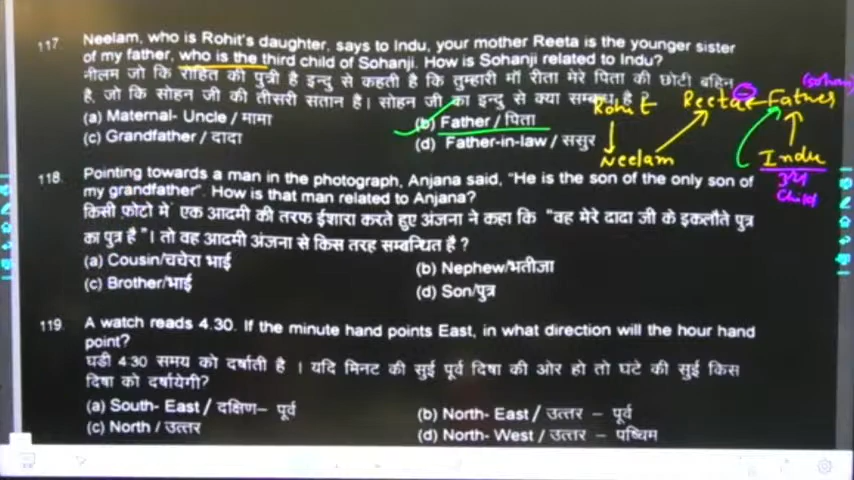 117. Neelam, who is Rohit's daughter, says to Indu, your mother Reeta is the younger sister
of my father, who is the third child of Sohanji. How is Sohanji related to Indu?
नीलम जो कि रोहित की पुत्री है इन्दु से कहती है कि तुम्हारी माँ रीता मेरे पिता की छोटी बहिन
है, जो कि सोहन जी की तीसरी सतान है। सोहन जी का इन्दु से क्या सम्बन्ध है ?
(a) Maternal- Uncle / मामा
(b) Father / पिता
(c) Grandfather / दादा
(d) Father-in-law / ससुर
Rohit Reeta Father (sohan)
Neelam Indu
3rd
child
118. Pointing towards a man in the photograph, Anjana said, "He is the son of the only son of
my grandfather". How is that man related to Anjana?
किसी फ़ोटो में एक आदमी की तरफ ईशारा करते हुए अंजना ने कहा कि "वह मेरे दादा जी के इकलौते पुत्र
का पुत्र है"। तो वह आदमी अंजना से किस तरह सम्बन्धित है ?
(a) Cousin/चचेरा भाई
(b) Nephew/भतीजा
(c) Brother/भाई
(d) Son/पुत्र
119. A watch reads 4.30. If the minute hand points East, in what direction will the hour hand
point?
घडी 4.30 समय को दर्षाती है । यदि मिनट की सुई पूर्व दिषा की ओर हो तो घटे की सुई किस
दिषा को दर्षायेगी?
(a) South- East / दक्षिण– पूर्व
(b) North- East / उत्तर – पूर्व
(c) North / उत्तर
(d) North- West / उत्तर – पष्चिम